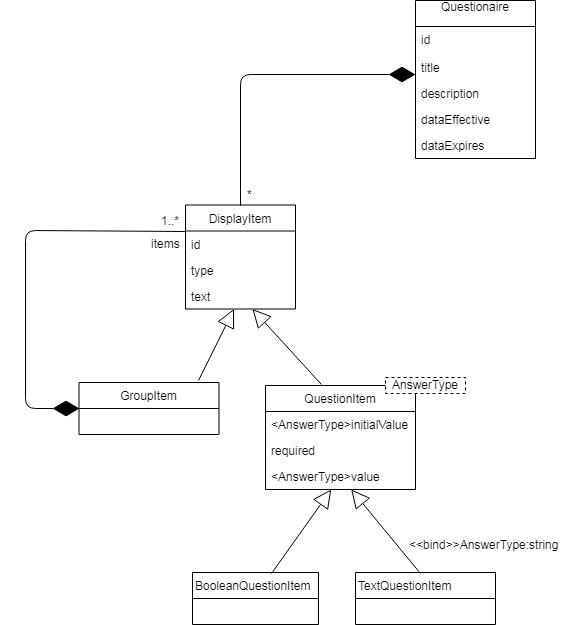 Questionaire
id
title
description
dataEffective
dataExpires
*
1..*
DisplayItem
items
id
type
text
GroupItem
AnswerType
QuestionItem
<AnswerType>initialValue
required
<AnswerType>value
<<bind>>AnswerType:string
BooleanQuestionItem
TextQuestionItem